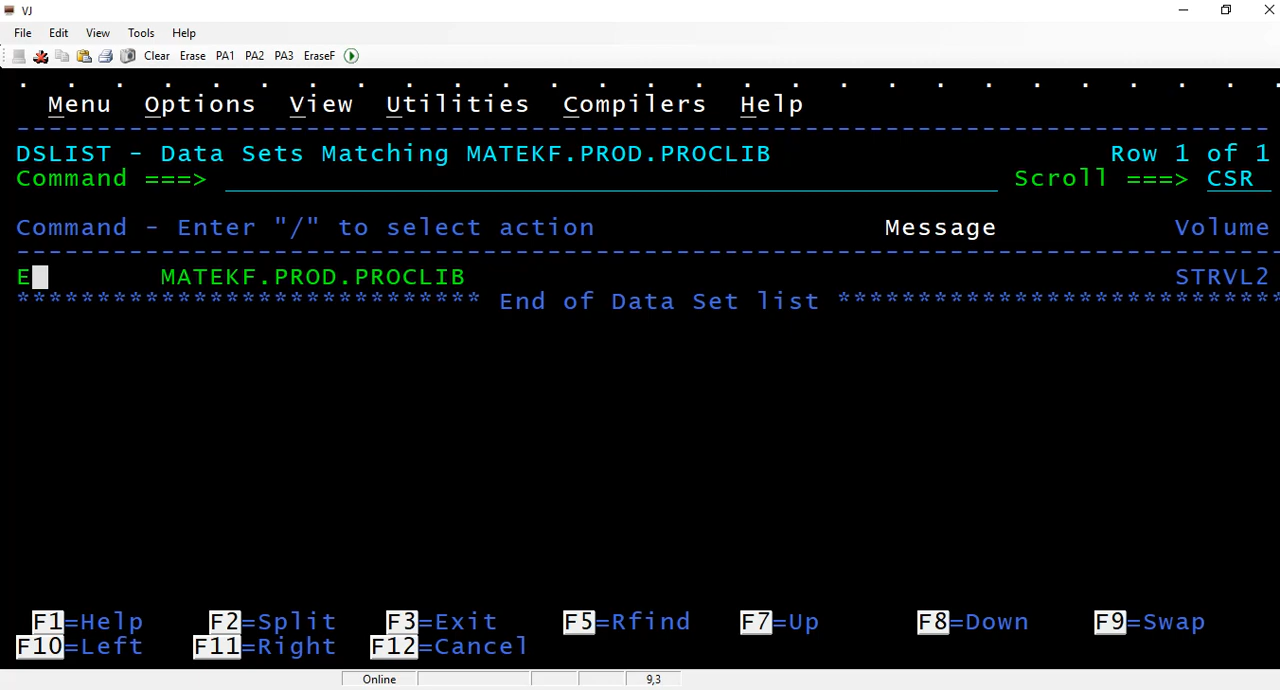 VJ
File Edit View Tools Help
Clear Erase PA1 PA2 PA3 EraseF
Menu Options View Utilities Compilers Help
DSLIST - Data Sets Matching MATEKF.PROD.PROCLIB Row 1 of 1
Command ===> Scroll ===> CSR
Command - Enter "/" to select action Message Volume
E MATEKF.PROD.PROCLIB STRVL2
***************************** End of Data Set list ****************************
F1=Help F2=Split F3=Exit F5=Rfind F7=Up F8=Down F9=Swap
F10=Left F11=Right F12=Cancel
Online 9,3